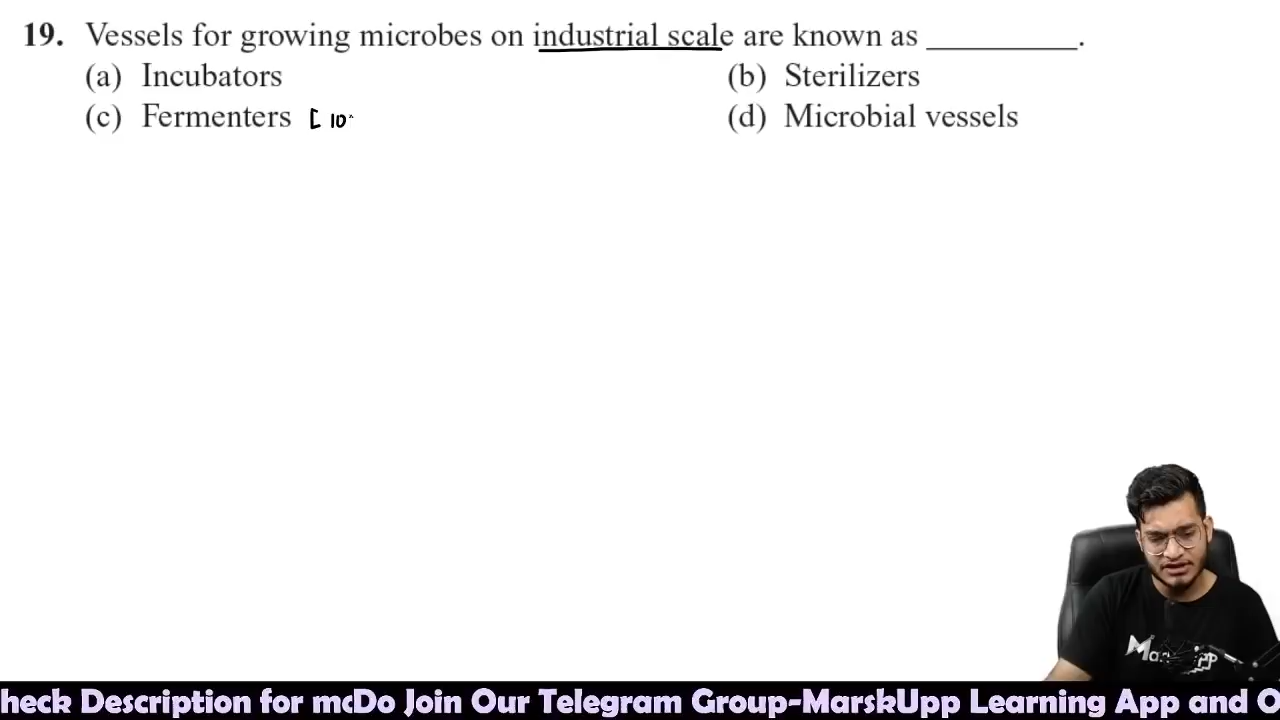 19. Vessels for growing microbes on industrial scale are known as __________.
(a) Incubators (b) Sterilizers
(c) Fermenters [ 10 (d) Microbial vessels
heck Description for mcDo Join Our Telegram Group-MarskUpp Learning App and O